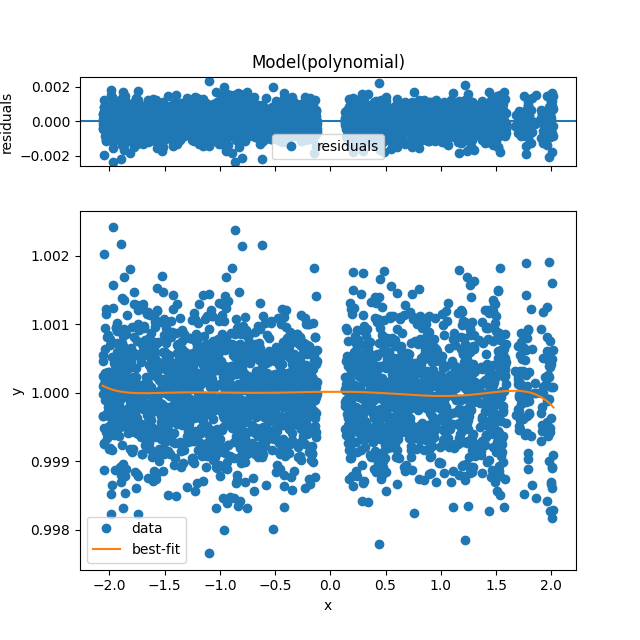 Model(polynomial)
0.002
0.000
−0.002
residuals
residuals
1.002
1.001
1.000
0.999
0.998
y
data
best-fit
−2.0 −1.5 −1.0 −0.5 0.0 0.5 1.0 1.5 2.0
x